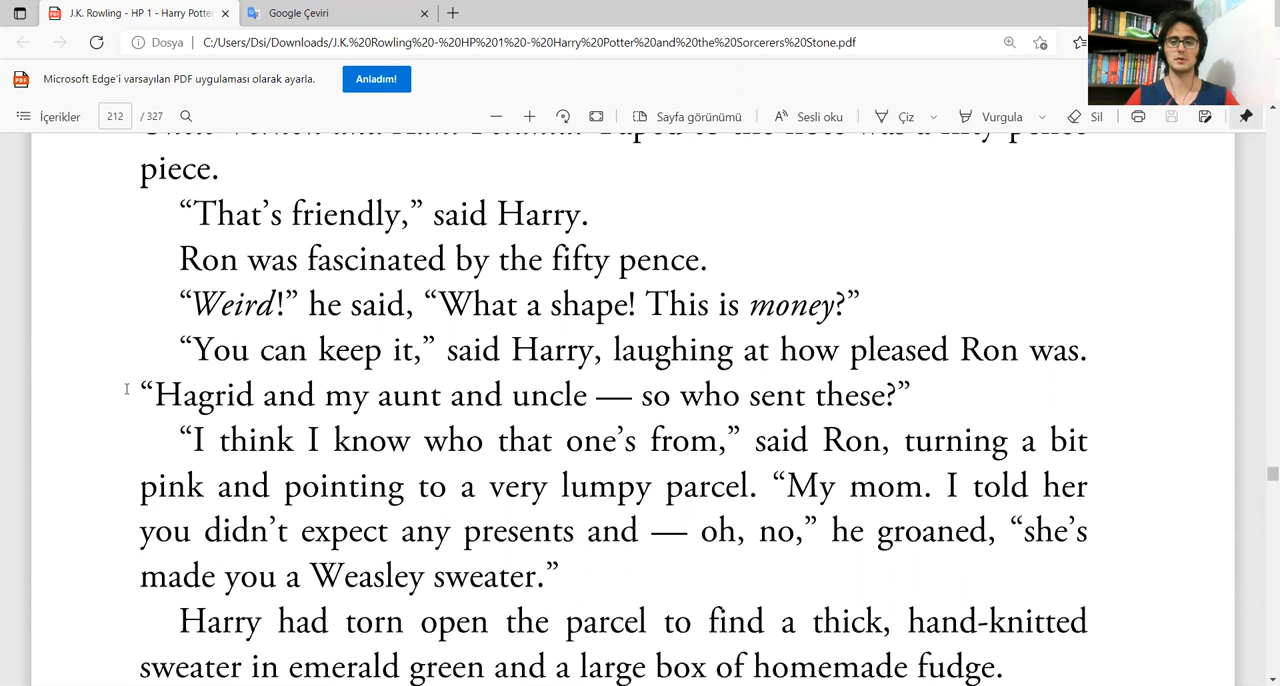 J.K. Rowling - HP 1 - Harry Potter
Google Çeviri
Dosya C:/Users/Dsi/Downloads/J.K.%20Rowling%20-%20HP%201%20-%20Harry%20Potter%20and%20the%20Sorcerers%20Stone.pdf
Microsoft Edge'i varsayılan PDF uygulaması olarak ayarla. Anladım!
İçerikler 212 / 327 Sayfa görünümü Sesli oku Çiz Vurgula Sil
piece.
“That’s friendly,” said Harry.
Ron was fascinated by the fifty pence.
“Weird!” he said, “What a shape! This is money?”
“You can keep it,” said Harry, laughing at how pleased Ron was.
“Hagrid and my aunt and uncle — so who sent these?”
“I think I know who that one’s from,” said Ron, turning a bit
pink and pointing to a very lumpy parcel. “My mom. I told her
you didn’t expect any presents and — oh, no,” he groaned, “she’s
made you a Weasley sweater.”
Harry had torn open the parcel to find a thick, hand-knitted
sweater in emerald green and a large box of homemade fudge.